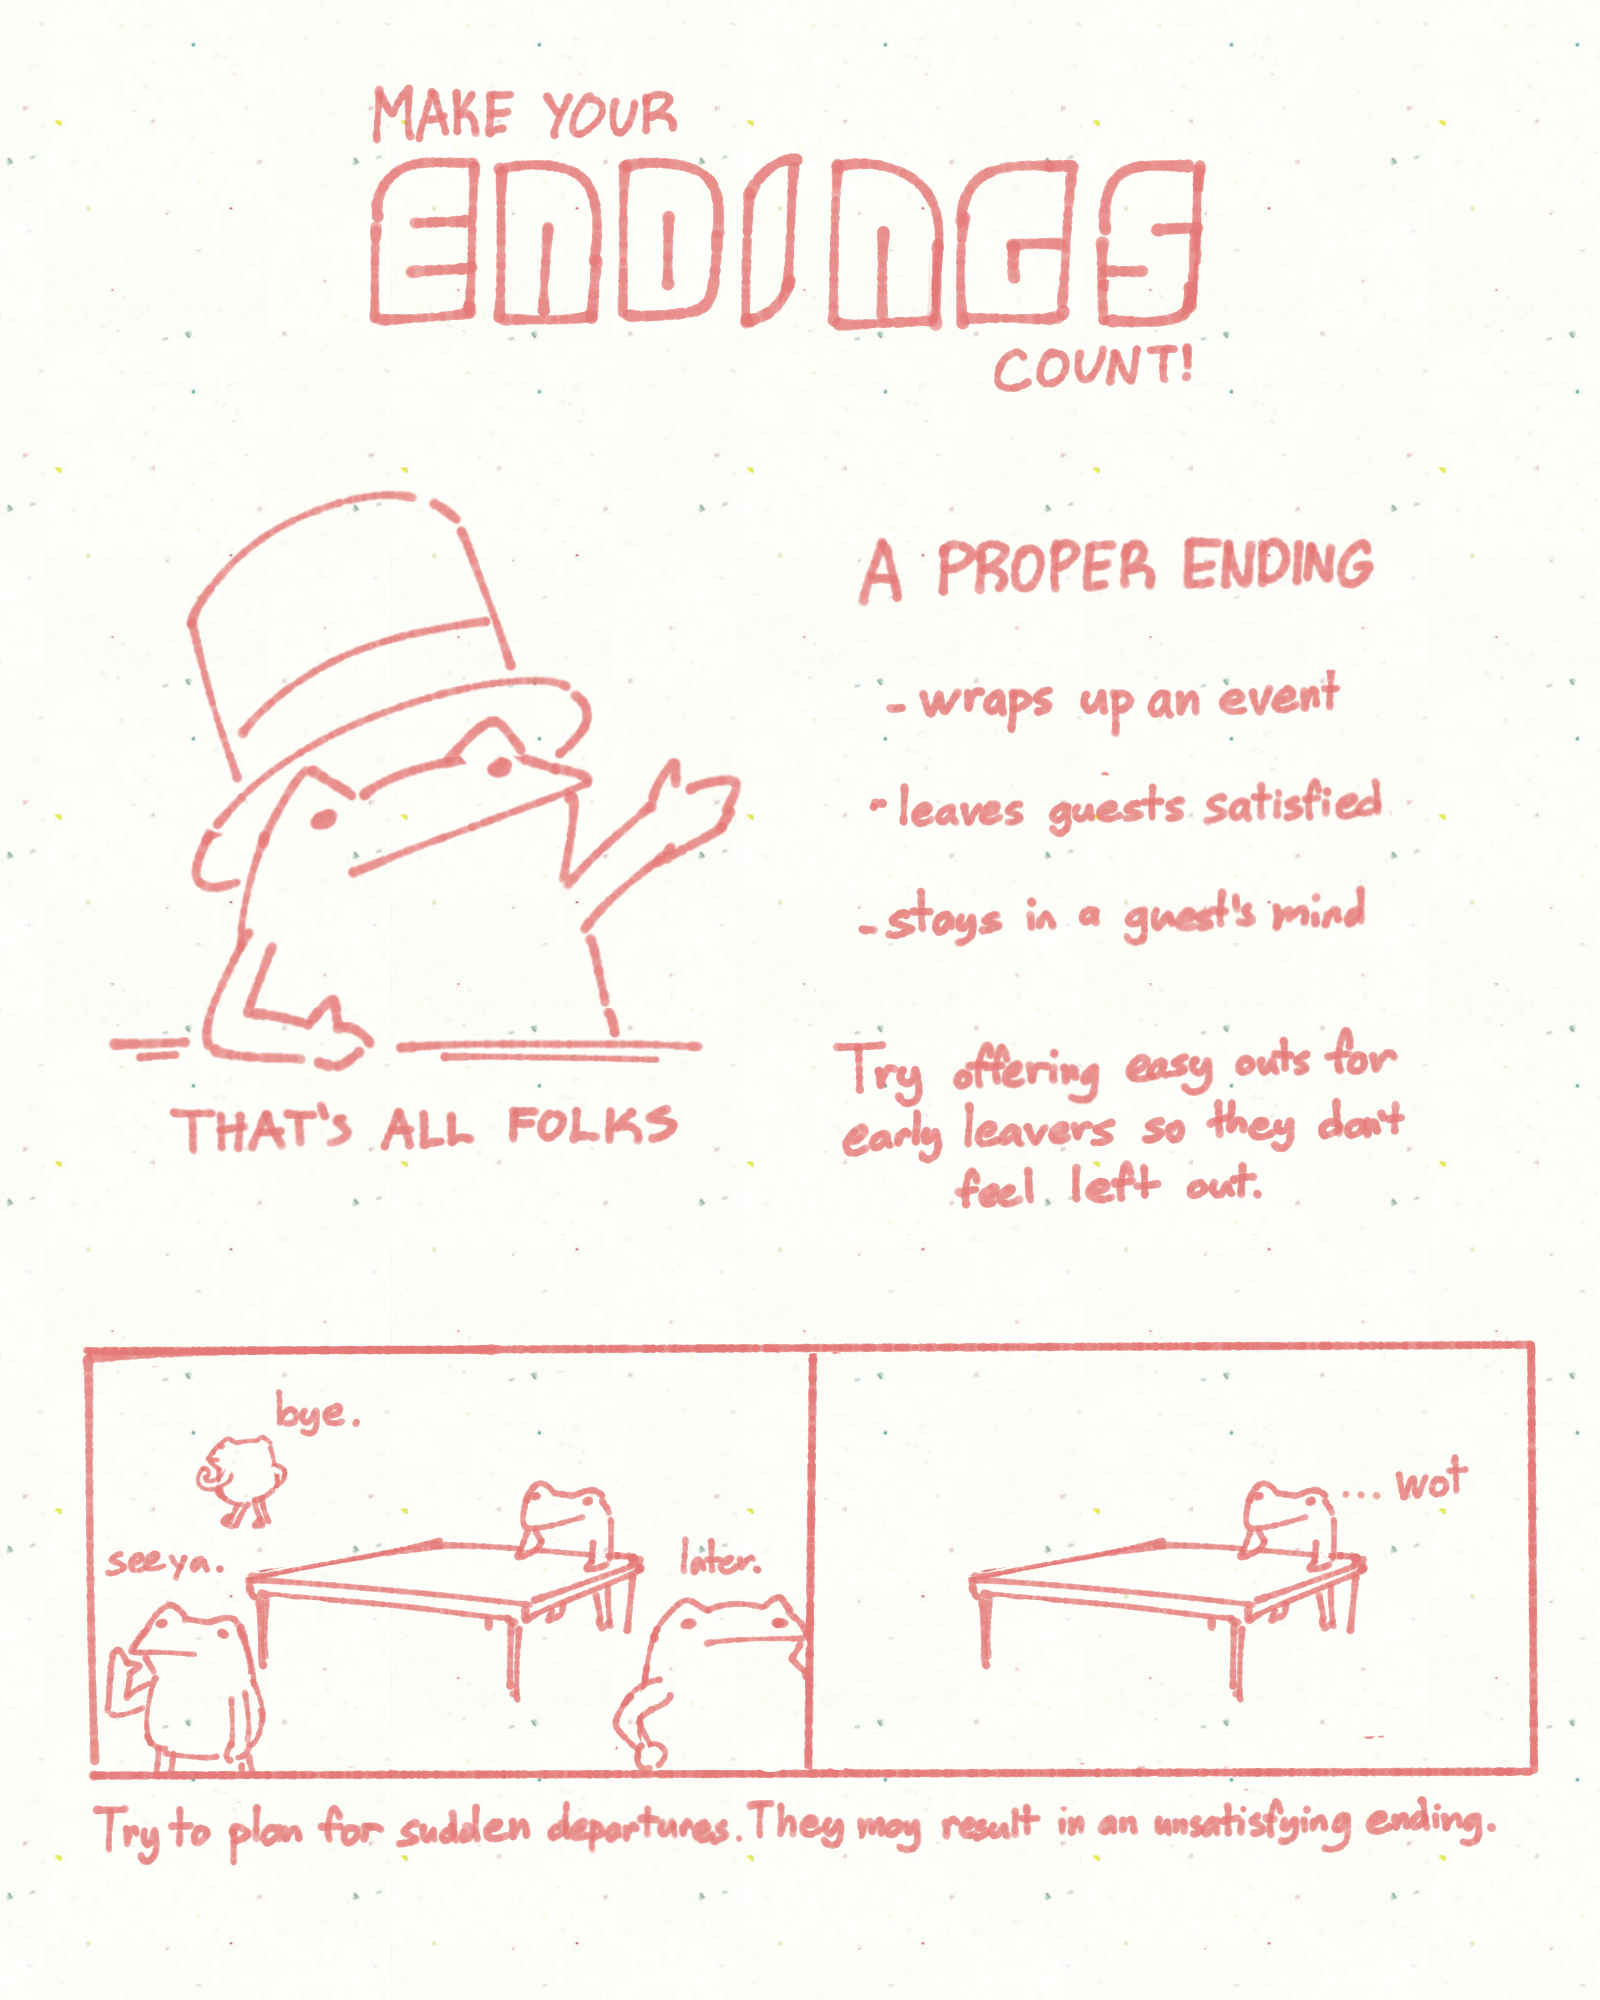 MAKE YOUR
ENDINGS
COUNT!
A PROPER ENDING
- wraps up an event
- leaves guests satisfied
- stays in a guest's mind
Try offering easy outs for
early leavers so they don't
feel left out.
THAT'S ALL FOLKS
bye.
see ya.
later.
... wot
Try to plan for sudden departures. They may result in an unsatisfying ending.